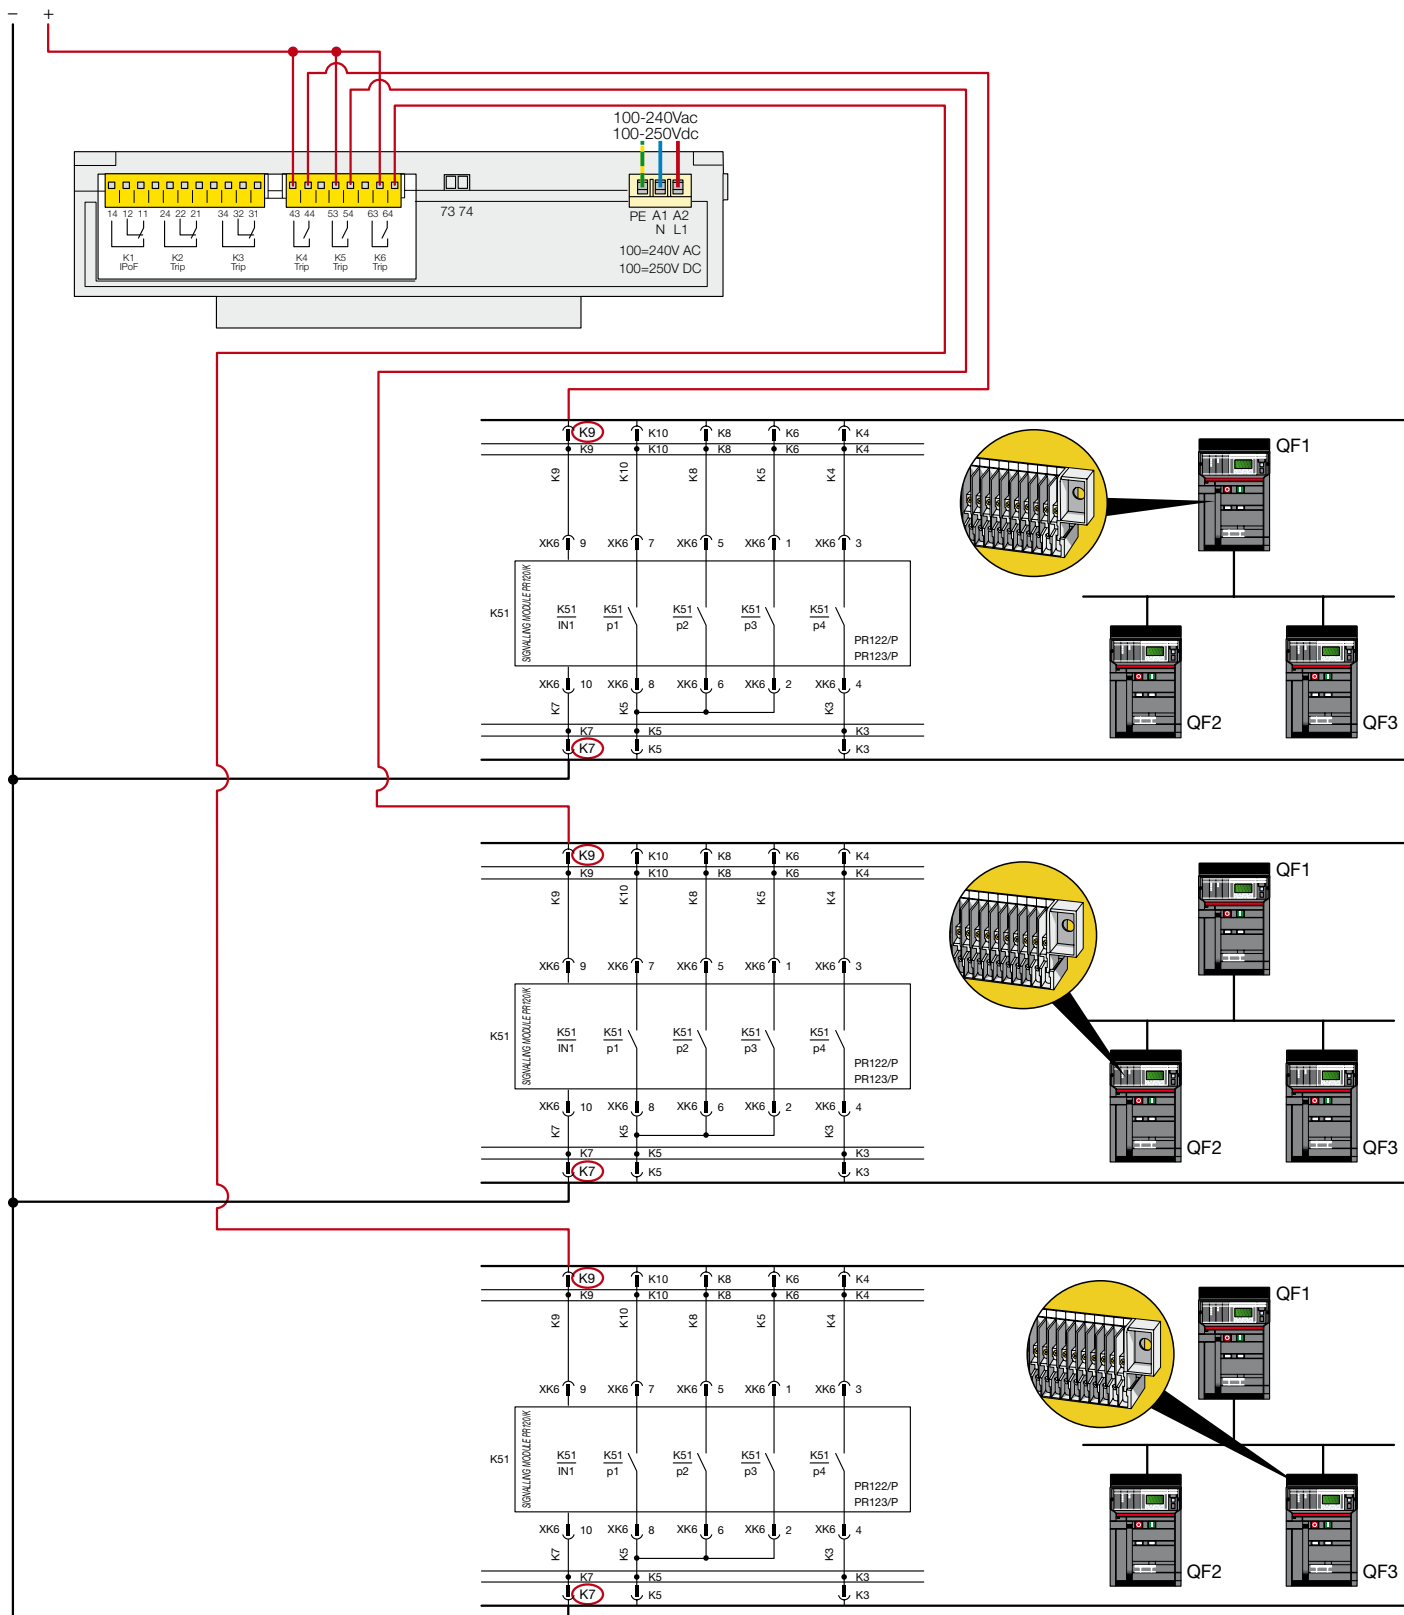 − +
100-240Vac
100-250Vdc
14 12 11 24 22 21 34 32 31 43 44 53 54 63 64
73 74
PE A1 A2
N L1
K1 K2 K3 K4 K5 K6
IPoF Trip Trip Trip Trip Trip
100=240V AC
100=250V DC
K9 K10 K8 K6 K4
K9 K10 K8 K6 K4
K9 K10 K8 K5 K4
QF1
XK6 9 XK6 7 XK6 5 XK6 1 XK6 3
SIGNALLING MODULE PR120/K
K51
K51 K51 K51 K51 K51
IN1 p1 p2 p3 p4
PR122/P
PR123/P
XK6 10 XK6 8 XK6 6 XK6 2 XK6 4
K7 K5 K3
K7 K5 K3
K7 K5 K3
QF2 QF3
K9 K10 K8 K6 K4
K9 K10 K8 K6 K4
K9 K10 K8 K5 K4
QF1
XK6 9 XK6 7 XK6 5 XK6 1 XK6 3
SIGNALLING MODULE PR120/K
K51
K51 K51 K51 K51 K51
IN1 p1 p2 p3 p4
PR122/P
PR123/P
XK6 10 XK6 8 XK6 6 XK6 2 XK6 4
K7 K5 K3
K7 K5 K3
K7 K5 K3
QF2 QF3
K9 K10 K8 K6 K4
K9 K10 K8 K6 K4
K9 K10 K8 K5 K4
QF1
XK6 9 XK6 7 XK6 5 XK6 1 XK6 3
SIGNALLING MODULE PR120/K
K51
K51 K51 K51 K51 K51
IN1 p1 p2 p3 p4
PR122/P
PR123/P
XK6 10 XK6 8 XK6 6 XK6 2 XK6 4
K7 K5 K3
K7 K5 K3
K7 K5 K3
QF2 QF3